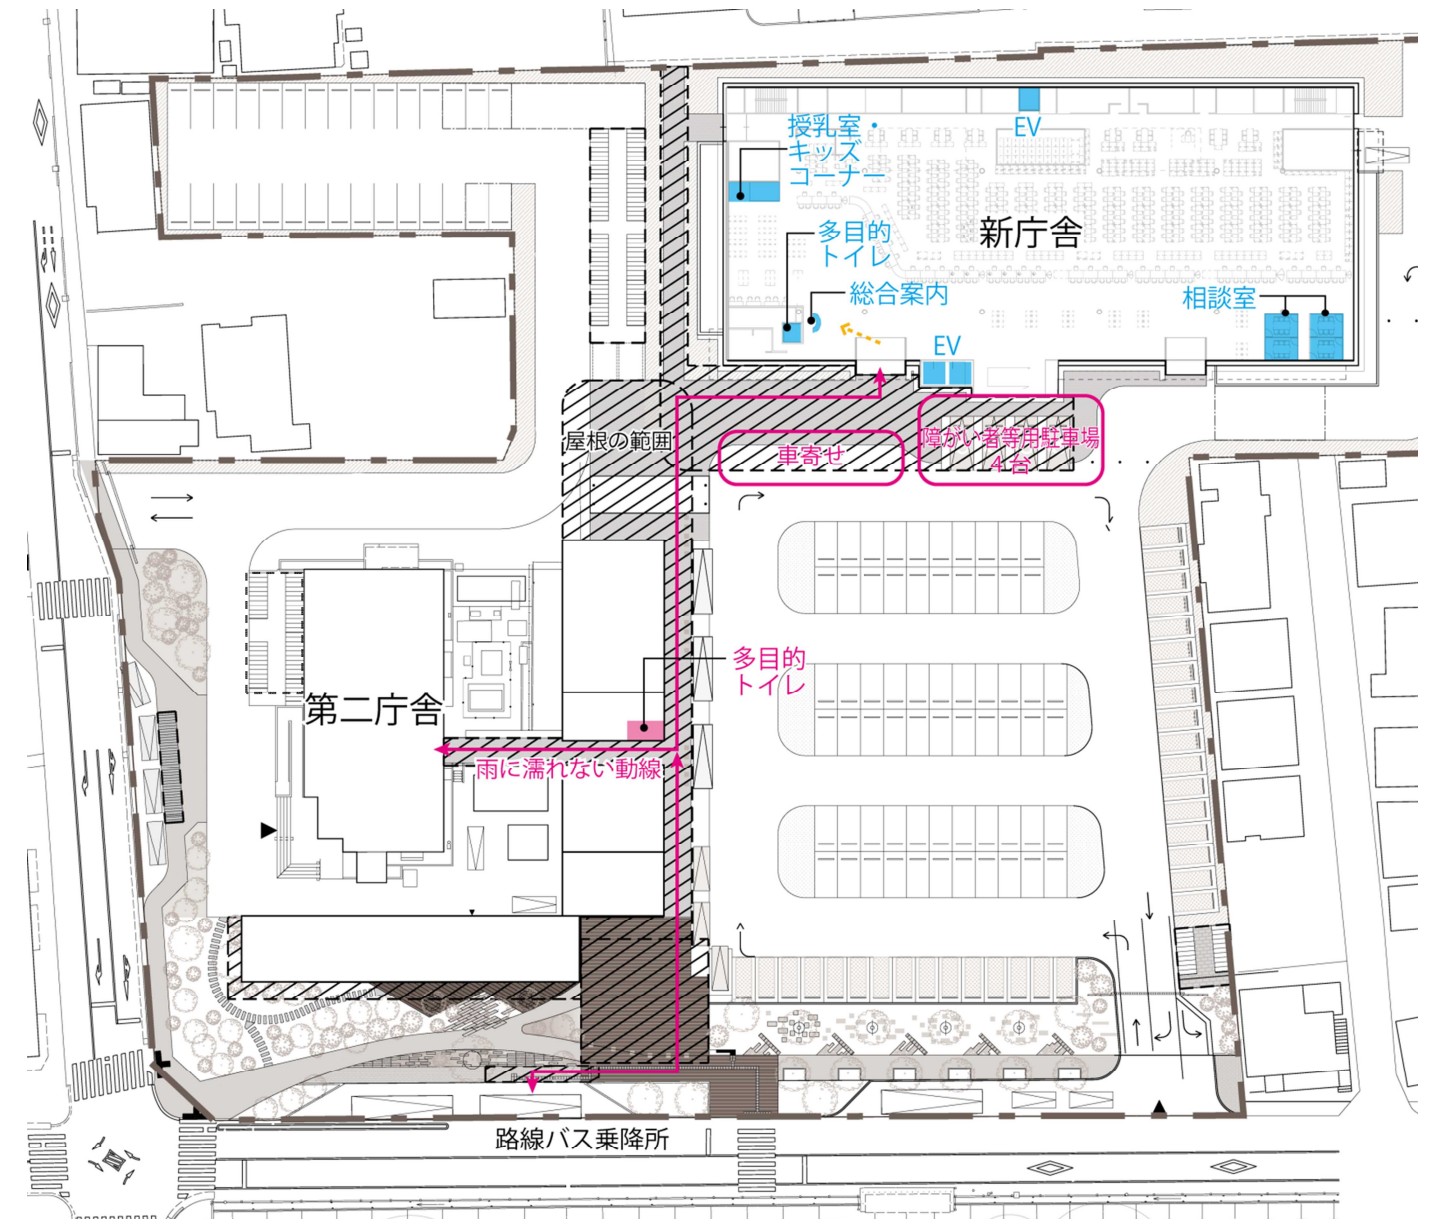 授乳室・
キッズ
コーナー
EV
多目的
トイレ
新庁舎
総合案内
相談室
EV
屋根の範囲
車寄せ
障がい者等用駐車場
4台
多目的
トイレ
第二庁舎
雨に濡れない動線
路線バス乗降所